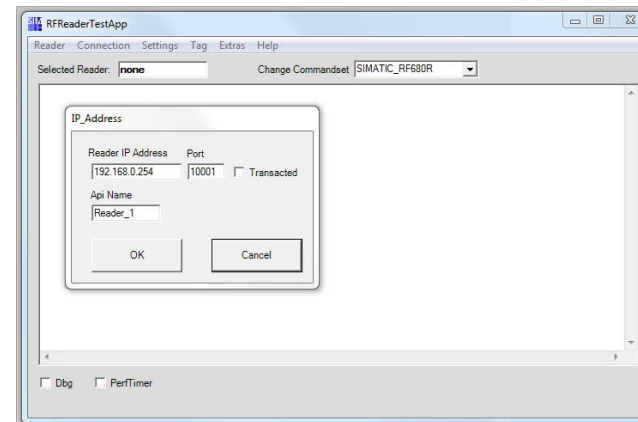 RFReaderTestApp
Reader Connection Settings Tag Extras Help
Selected Reader: none Change Commandset SIMATIC_RF680R
IP_Address
Reader IP Address Port
192.168.0.254 10001 Transacted
Api Name
Reader_1
OK Cancel
Dbg PerfTimer